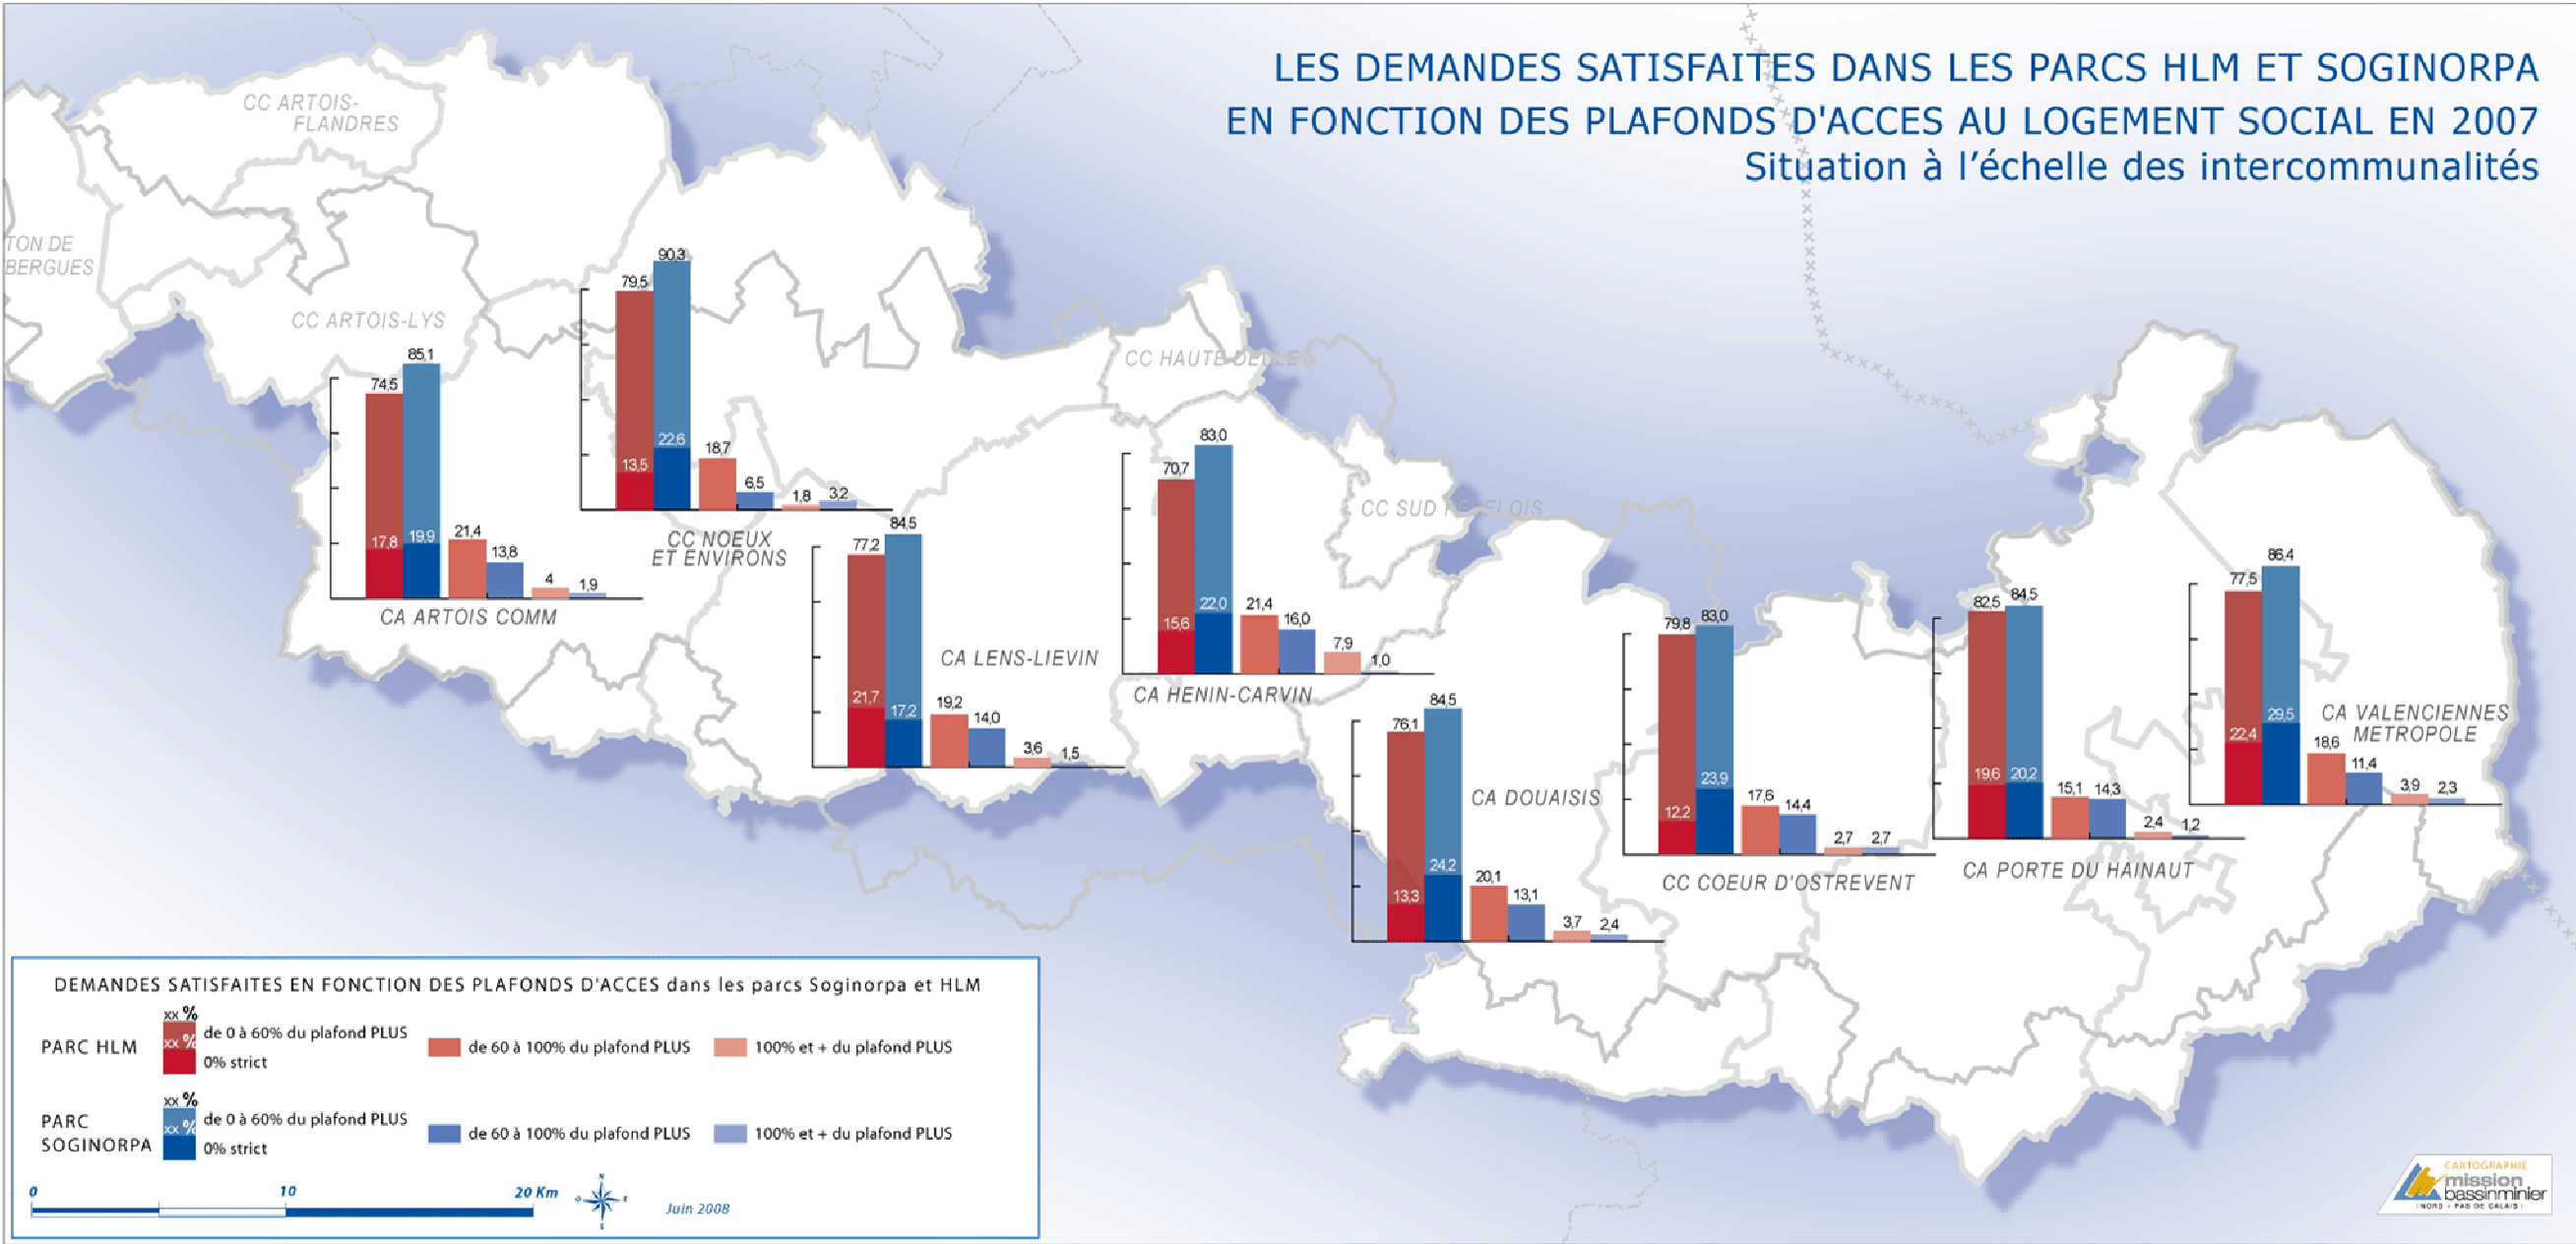 LES DEMANDES SATISFAITES DANS LES PARCS HLM ET SOGINORPA
EN FONCTION DES PLAFONDS D'ACCES AU LOGEMENT SOCIAL EN 2007
Situation à l'échelle des intercommunalités
CC ARTOIS-
FLANDRES
TON DE
BERGUES
CC ARTOIS-LYS
74,5
85,1
17,8
19,9
21,4
13,8
4
1,9
CA ARTOIS COMM
79,5
90,3
13,5
22,6
18,7
6,5
1,8
3,2
CC NOEUX
ET ENVIRONS
77,2
84,5
21,7
17,2
19,2
14,0
3,6
1,5
CA LENS-LIEVIN
CC HAUTE DEULE
70,7
83,0
15,6
22,0
21,4
16,0
7,9
1,0
CA HENIN-CARVIN
CC SUD
76,1
84,5
13,3
24,2
20,1
13,1
3,7
2,4
CA DOUAISIS
79,8
83,0
12,2
23,9
17,6
14,4
2,7
2,7
CC COEUR D'OSTREVENT
82,5
84,5
19,6
20,2
15,1
14,3
2,4
1,2
CA PORTE DU HAINAUT
77,5
86,4
22,4
29,5
18,6
11,4
3,9
2,3
CA VALENCIENNES
METROPOLE
DEMANDES SATISFAITES EN FONCTION DES PLAFONDS D'ACCES dans les parcs Soginorpa et HLM
PARC HLM
xx %
xx %
de 0 à 60% du plafond PLUS
0% strict
de 60 à 100% du plafond PLUS
100% et + du plafond PLUS
PARC
SOGINORPA
xx %
xx %
de 0 à 60% du plafond PLUS
0% strict
de 60 à 100% du plafond PLUS
100% et + du plafond PLUS
0 10 20 Km
N
O E
S
Juin 2008
CARTOGRAPHIE
mission
bassinminier
NORD - PAS DE CALAIS